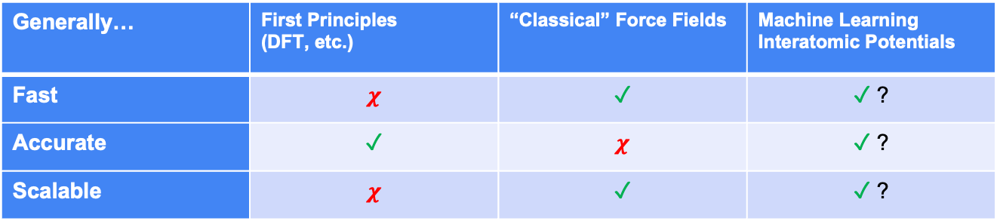 Generally…
First Principles
(DFT, etc.)
“Classical” Force Fields
Machine Learning
Interatomic Potentials
Fast
χ
✓
✓ ?
Accurate
✓
χ
✓ ?
Scalable
χ
✓
✓ ?